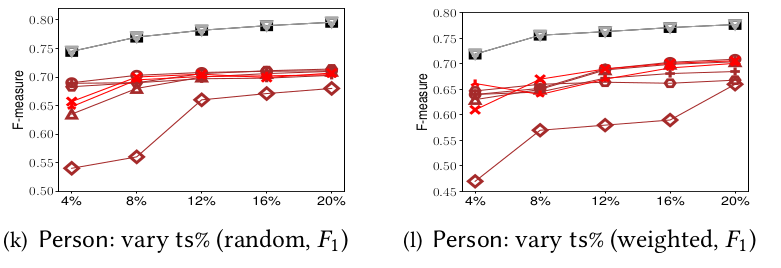 0.80
0.75
0.70
0.65
0.60
0.55
0.50
F-measure
4% 8% 12% 16% 20%
(k) Person: vary ts% (random, F₁)
0.80
0.75
0.70
0.65
0.60
0.55
0.50
0.45
F-measure
4% 8% 12% 16% 20%
(l) Person: vary ts% (weighted, F₁)